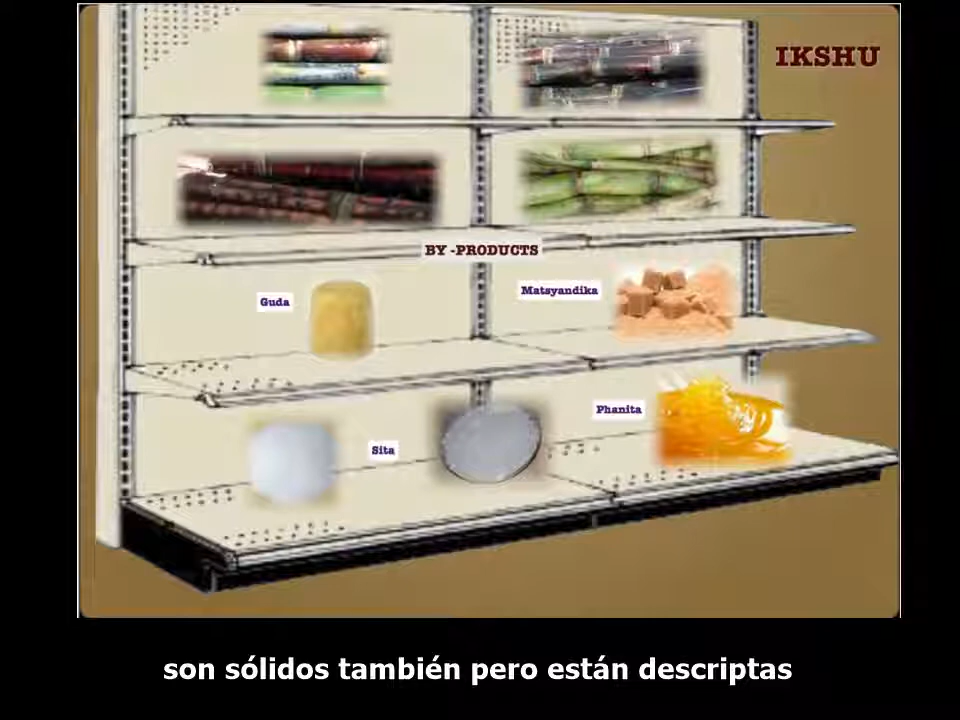 IKSHU
BY -PRODUCTS
Guda
Matsyandika
Phanita
Sita
son sólidos también pero están descriptas